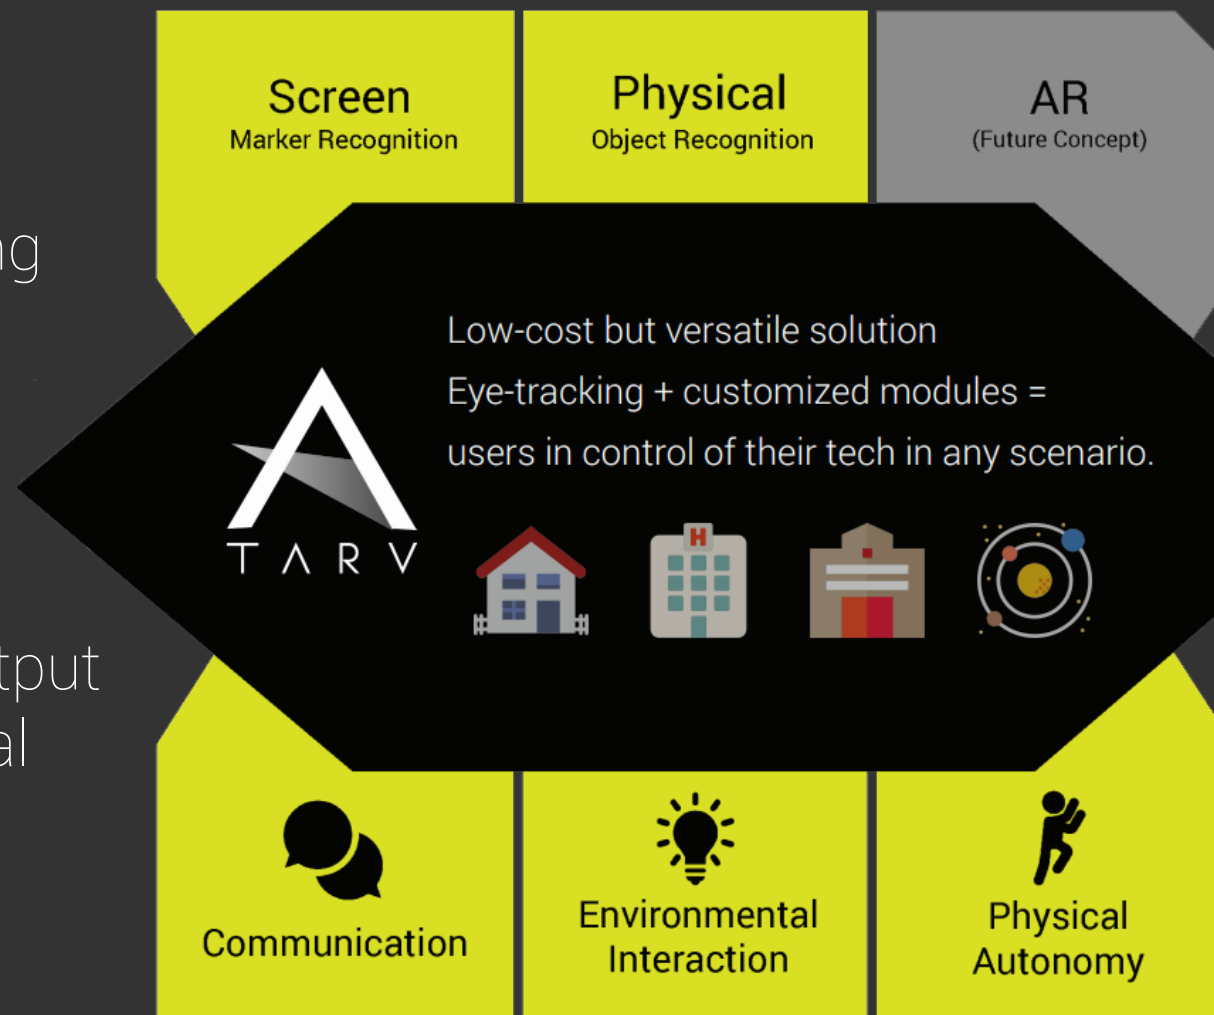 Screen
Marker Recognition
Physical
Object Recognition
AR
(Future Concept)
Low-cost but versatile solution
Eye-tracking + customized modules =
users in control of their tech in any scenario.
TARV
H
Communication
Environmental
Interaction
Physical
Autonomy